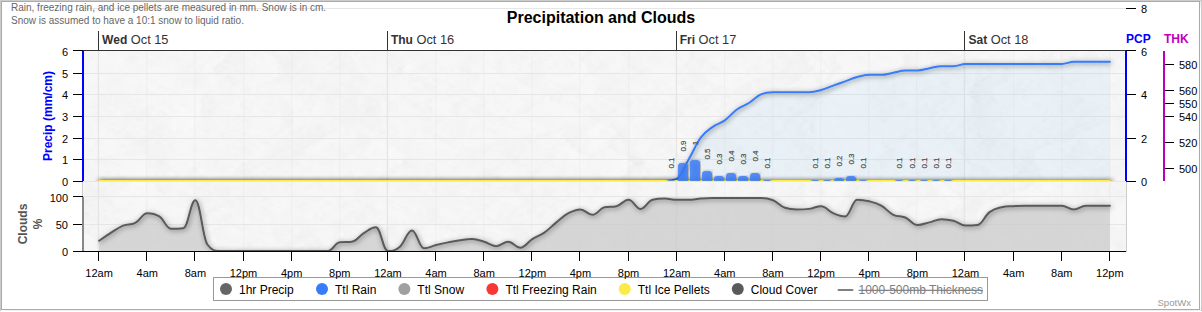 Rain, freezing rain, and ice pellets are measured in mm. Snow is in cm.
Snow is assumed to have a 10:1 snow to liquid ratio.
Precipitation and Clouds
8
Wed Oct 15 Thu Oct 16 Fri Oct 17 Sat Oct 18
PCP THK
6 5 4 3 2 1 0
Precip (mm/cm)
6 4 2 0
580 560 550 540 520 500
0.1 0.9 1 0.5 0.3 0.4 0.3 0.4 0.1 0.1 0.1 0.2 0.3 0.1 0.1 0.1 0.1 0.1 0.1
100 50 0
Clouds
%
12am 4am 8am 12pm 4am 8pm 12am 4am 8am 12pm 4pm 8pm 12am 4am 8am 12pm 4pm 8pm 12am 4am 8am 12pm
1hr Precip Ttl Rain Ttl Snow Ttl Freezing Rain Ttl Ice Pellets Cloud Cover 1000-500mb Thickness
SpotWx